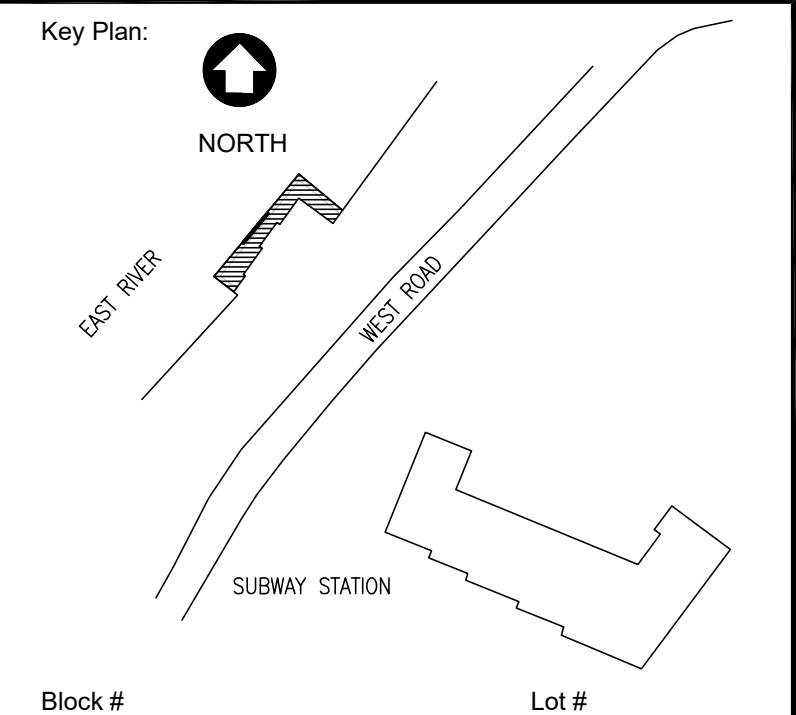 Key Plan:
NORTH
EAST RIVER
WEST ROAD
SUBWAY STATION
Block #
Lot #